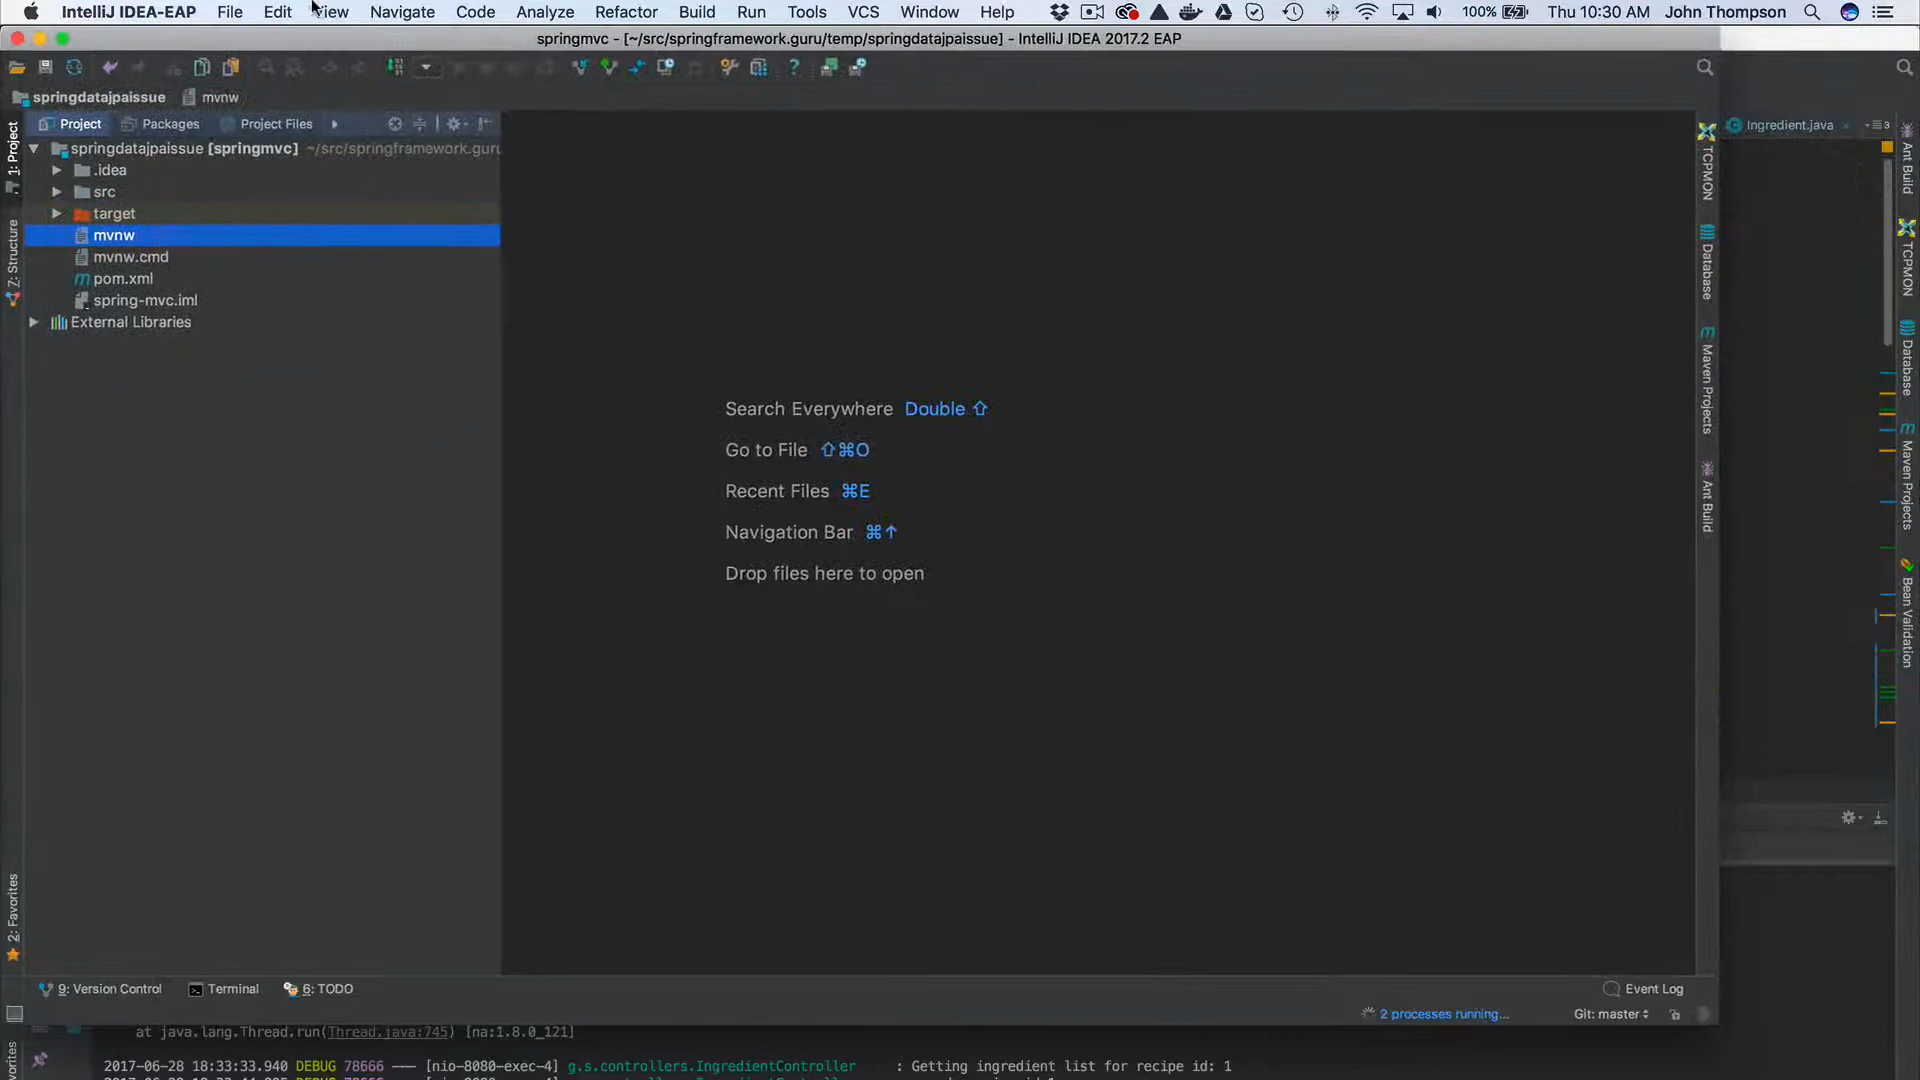 IntelliJ IDEA-EAP File Edit View Navigate Code Analyze Refactor Build Run Tools VCS Window Help 100% Thu 10:30 AM John Thompson
springmvc - [~/src/springframework.guru/temp/springdatajpaissue] - IntelliJ IDEA 2017.2 EAP
springdatajpaissue mvnw
Project Packages Project Files
Ingredient.java 3
springdatajpaissue [springmvc] ~/src/springframework.guru
.idea
src
target
mvnw
mvnw.cmd
pom.xml
spring-mvc.iml
External Libraries
1: Project
7: Structure
2: Favorites
Search Everywhere Double ⇧
Go to File ⇧⌘O
Recent Files ⌘E
Navigation Bar ⌘↑
Drop files here to open
TCPMON
Database
Maven Projects
Ant Build
Ant Build
TCPMON
Database
Maven Projects
Bean Validation
9: Version Control Terminal 6: TODO Event Log
2 processes running... Git: master
at java.lang.Thread.run(Thread.java:745) [na:1.8.0_121]
2017-06-28 18:33:33.940 DEBUG 78666 --- [nio-8080-exec-4] g.s.controllers.IngredientController : Getting ingredient list for recipe id: 1